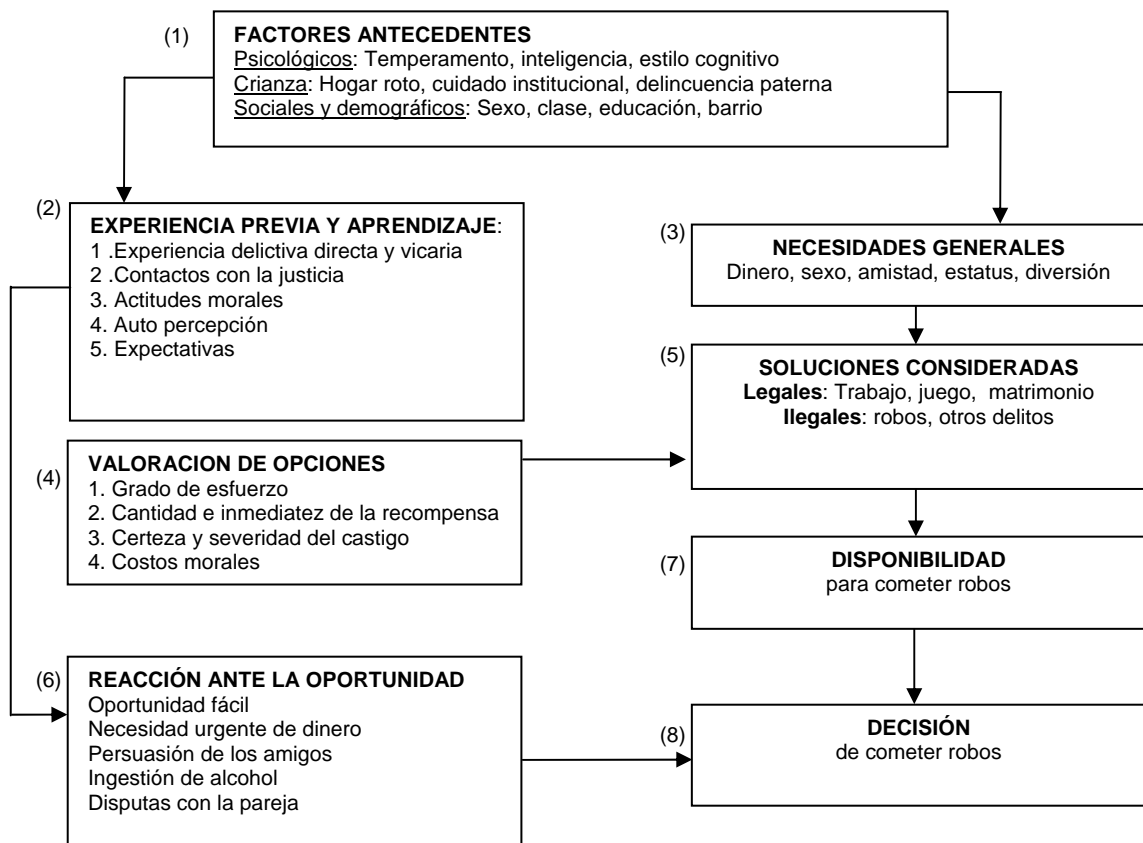 (1)
FACTORES ANTECEDENTES
Psicológicos: Temperamento, inteligencia, estilo cognitivo
Crianza: Hogar roto, cuidado institucional, delincuencia paterna
Sociales y demográficos: Sexo, clase, educación, barrio
(2)
EXPERIENCIA PREVIA Y APRENDIZAJE:
1 .Experiencia delictiva directa y vicaria
2 .Contactos con la justicia
3. Actitudes morales
4. Auto percepción
5. Expectativas
(3)
NECESIDADES GENERALES
Dinero, sexo, amistad, estatus, diversión
(4)
VALORACION DE OPCIONES
1. Grado de esfuerzo
2. Cantidad e inmediatez de la recompensa
3. Certeza y severidad del castigo
4. Costos morales
(5)
SOLUCIONES CONSIDERADAS
Legales: Trabajo, juego, matrimonio
Ilegales: robos, otros delitos
(6)
REACCIÓN ANTE LA OPORTUNIDAD
Oportunidad fácil
Necesidad urgente de dinero
Persuasión de los amigos
Ingestión de alcohol
Disputas con la pareja
(7)
DISPONIBILIDAD
para cometer robos
(8)
DECISIÓN
de cometer robos